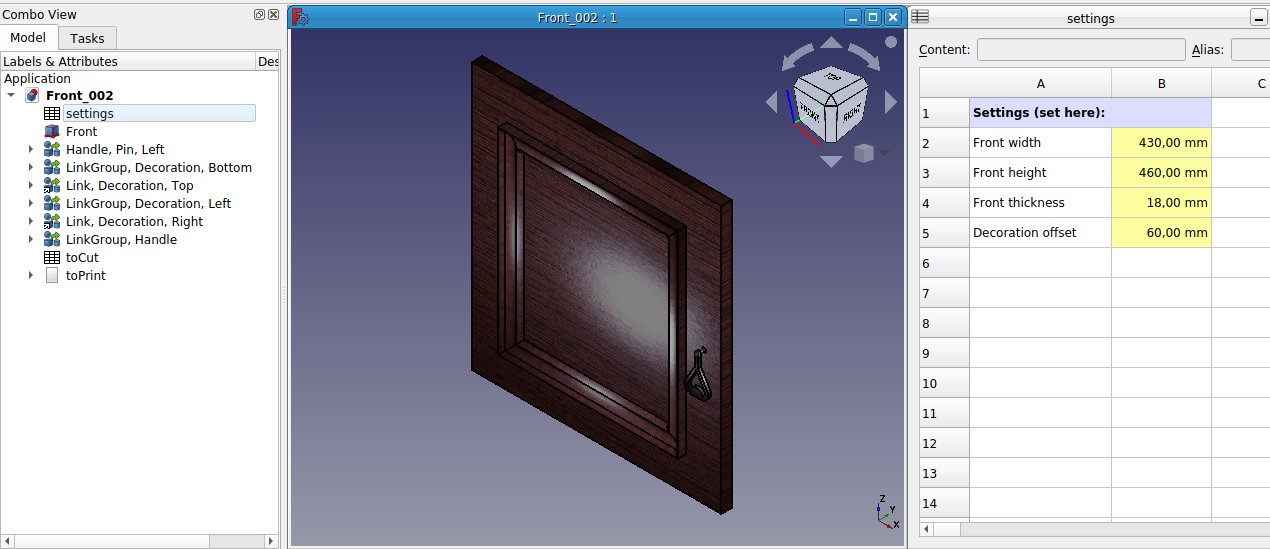 Combo View
Model
Tasks
Labels & Attributes
Des
Application
Front_002
settings
Front
Handle, Pin, Left
LinkGroup, Decoration, Bottom
Link, Decoration, Top
LinkGroup, Decoration, Left
Link, Decoration, Right
LinkGroup, Handle
toCut
toPrint
Front_002 : 1
TOP
FRONT
RIGHT
Z
Y
X
settings
Content:
Alias:
A B C
1 Settings (set here):
2 Front width 430,00 mm
3 Front height 460,00 mm
4 Front thickness 18,00 mm
5 Decoration offset 60,00 mm
6
7
8
9
10
11
12
13
14